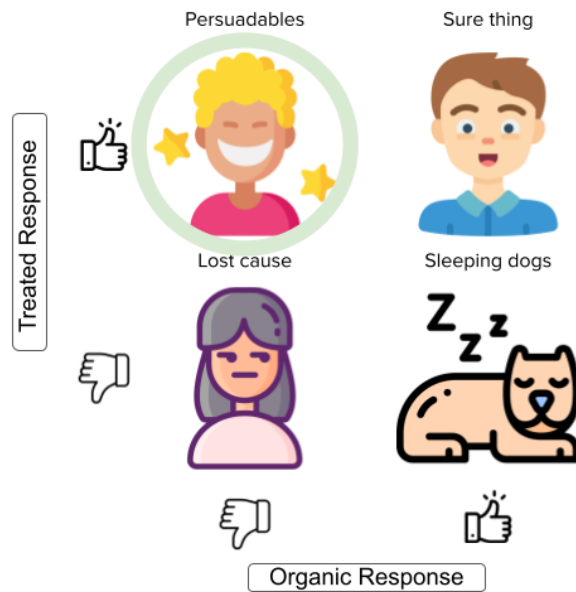 Persuadables
Sure thing
Treated Response
Lost cause
Sleeping dogs
Z
z
z
Organic Response